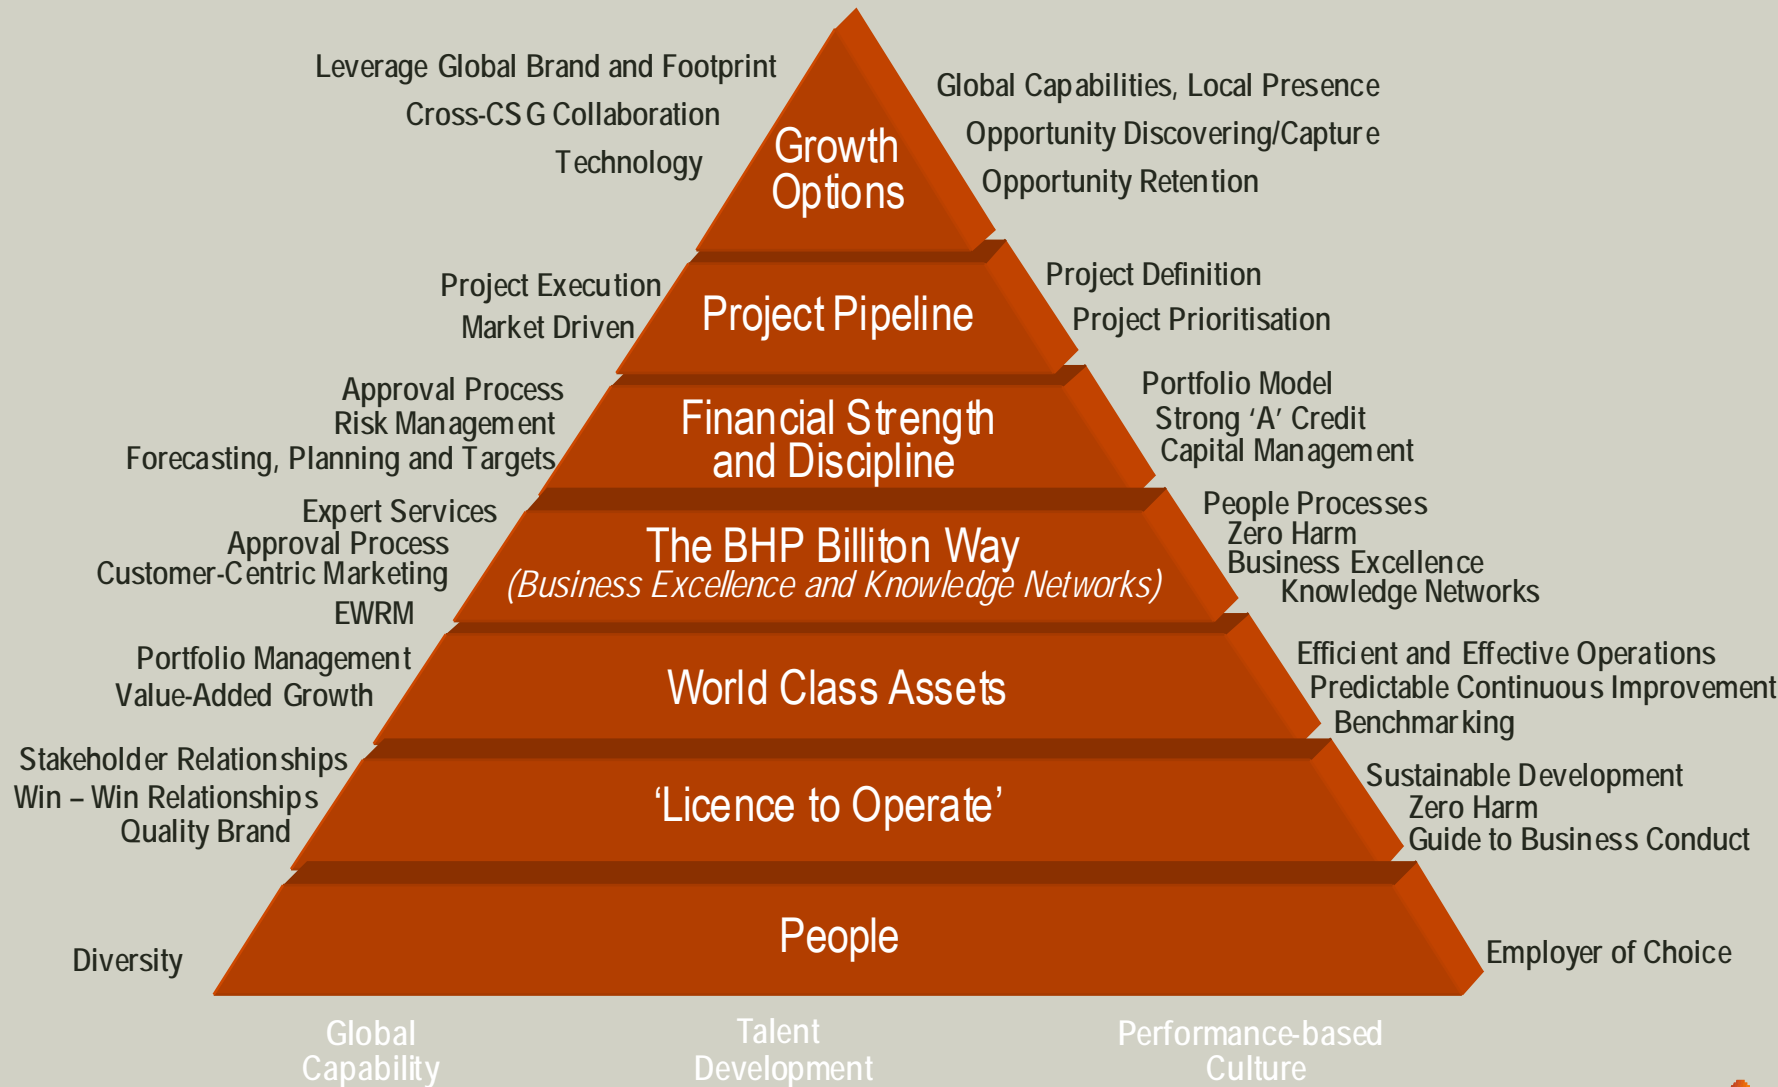 Leverage Global Brand and Footprint
Cross-CSG Collaboration
Technology
Growth
Options
Global Capabilities, Local Presence
Opportunity Discovering/Capture
Opportunity Retention
Project Execution
Market Driven
Project Pipeline
Project Definition
Project Prioritisation
Approval Process
Risk Management
Forecasting, Planning and Targets
Financial Strength
and Discipline
Portfolio Model
Strong ‘A’ Credit
Capital Management
Expert Services
Approval Process
Customer-Centric Marketing
EWRM
The BHP Billiton Way
(Business Excellence and Knowledge Networks)
People Processes
Zero Harm
Business Excellence
Knowledge Networks
Portfolio Management
Value-Added Growth
World Class Assets
Efficient and Effective Operations
Predictable Continuous Improvement
Benchmarking
Stakeholder Relationships
Win – Win Relationships
Quality Brand
‘Licence to Operate’
Sustainable Development
Zero Harm
Guide to Business Conduct
Diversity
People
Employer of Choice
Global
Capability
Talent
Development
Performance-based
Culture